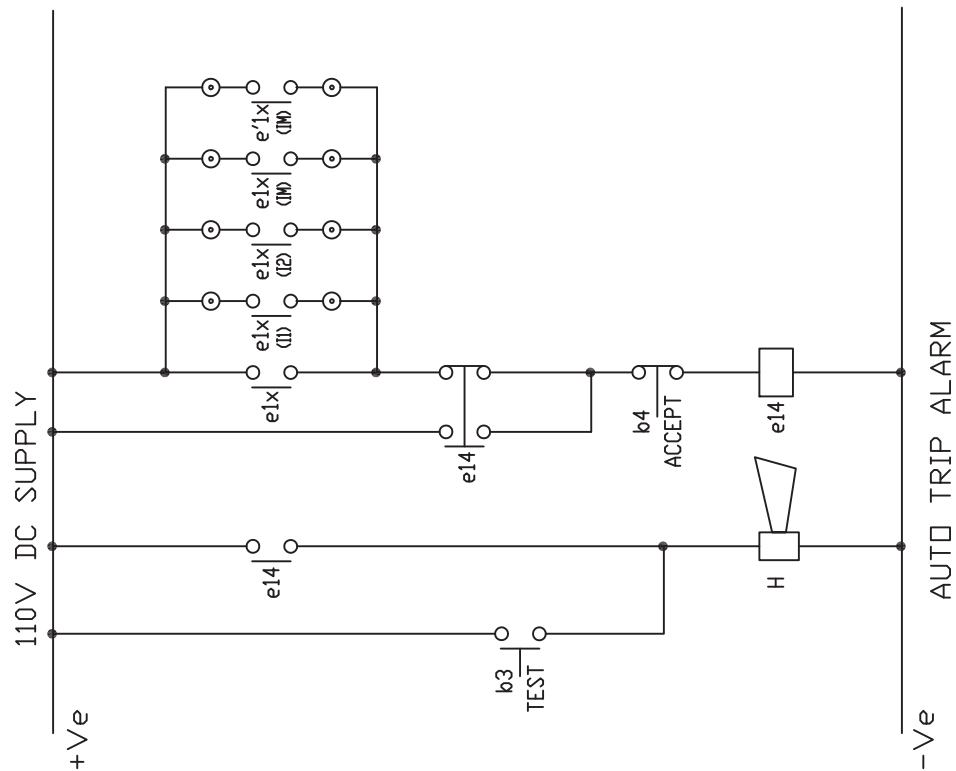 110V DC SUPPLY
+Ve
-Ve
AUTO TRIP ALARM
b3
TEST
e14
H
e14
b4
ACCEPT
e14
e1x
e1x
(I1)
e1x
(I2)
e1x
(IM)
e'1x
(IM)